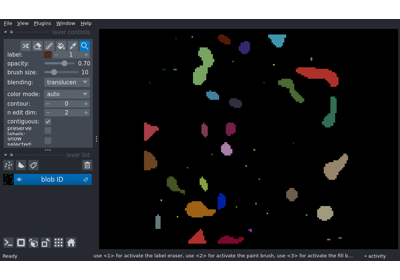 File View Plugins Window Help
layer controls
label: 1
opacity: 0.70
brush size: 10
blending: translucen
color mode: auto
contour: 0
n edit dim: 2
contiguous:
preserve labels:
show selected:
layer list
blob ID
Ready use <1> for activate the label eraser, use <2> for activate the paint brush, use <3> for activate the fill b... activity